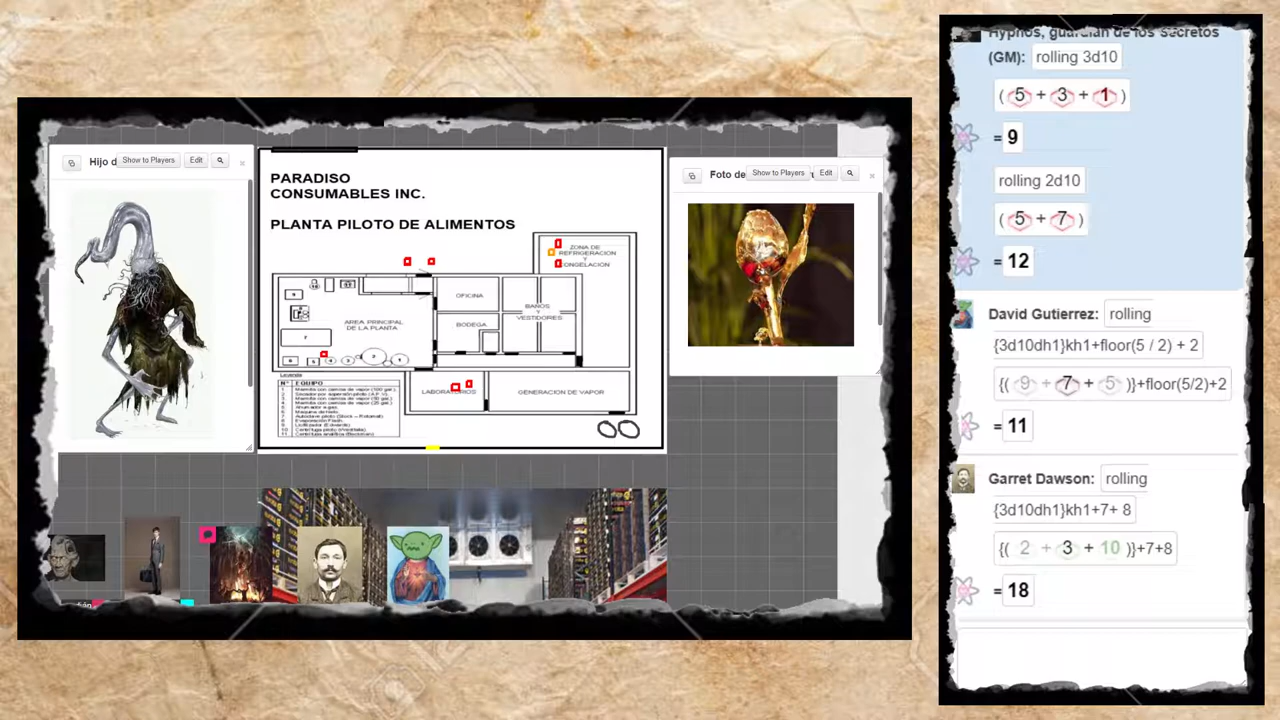 Hijo d
Show to Players
Edit
PARADISO
CONSUMABLES INC.
PLANTA PILOTO DE ALIMENTOS
ZONA DE
REFRIGERACION
Y
CONGELACION
OFICINA
BAÑOS
Y
VESTIDORES
AREA PRINCIPAL
DE LA PLANTA
BODEGA
LABORATORIOS
GENERACION DE VAPOR
Leyenda
N° EQUIPO
Foto de
Show to Players
Edit
Hyphos, guardián de los secretos
(GM): rolling 3d10
( 5 + 3 + 1 )
= 9
rolling 2d10
( 5 + 7 )
= 12
David Gutierrez: rolling
{3d10dh1}kh1+floor(5 / 2) + 2
{( 9 + 7 + 5 )}+floor(5/2)+2
= 11
Garret Dawson: rolling
{3d10dh1}kh1+7+ 8
{( 2 + 3 + 10 )}+7+8
= 18